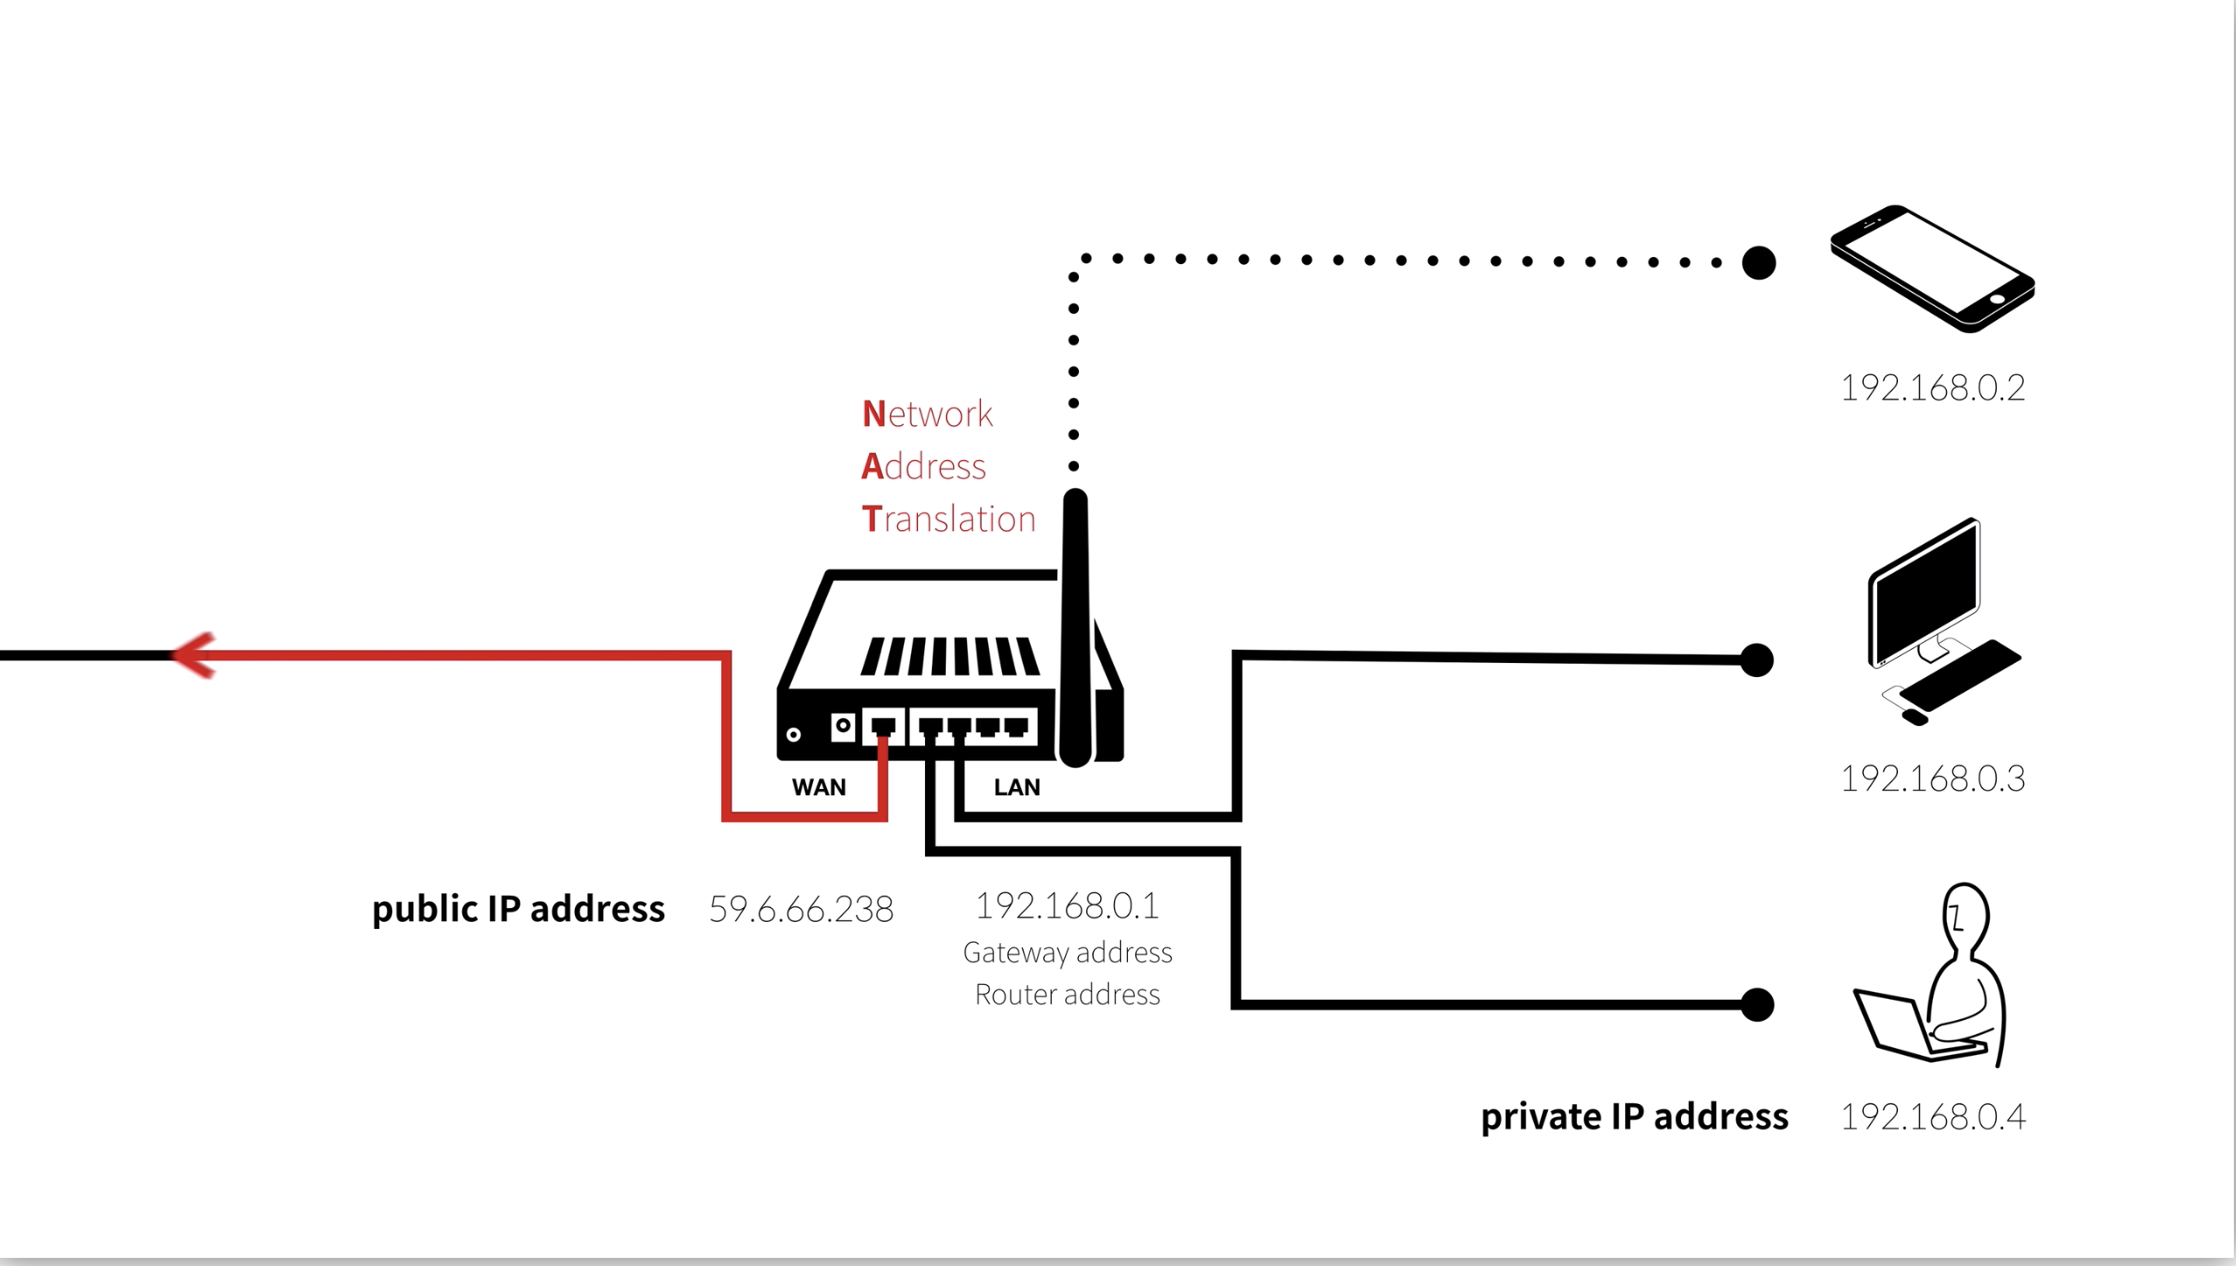 Network
Address
Translation
192.168.0.2
192.168.0.3
WAN
LAN
public IP address 59.6.66.238
192.168.0.1
Gateway address
Router address
private IP address 192.168.0.4